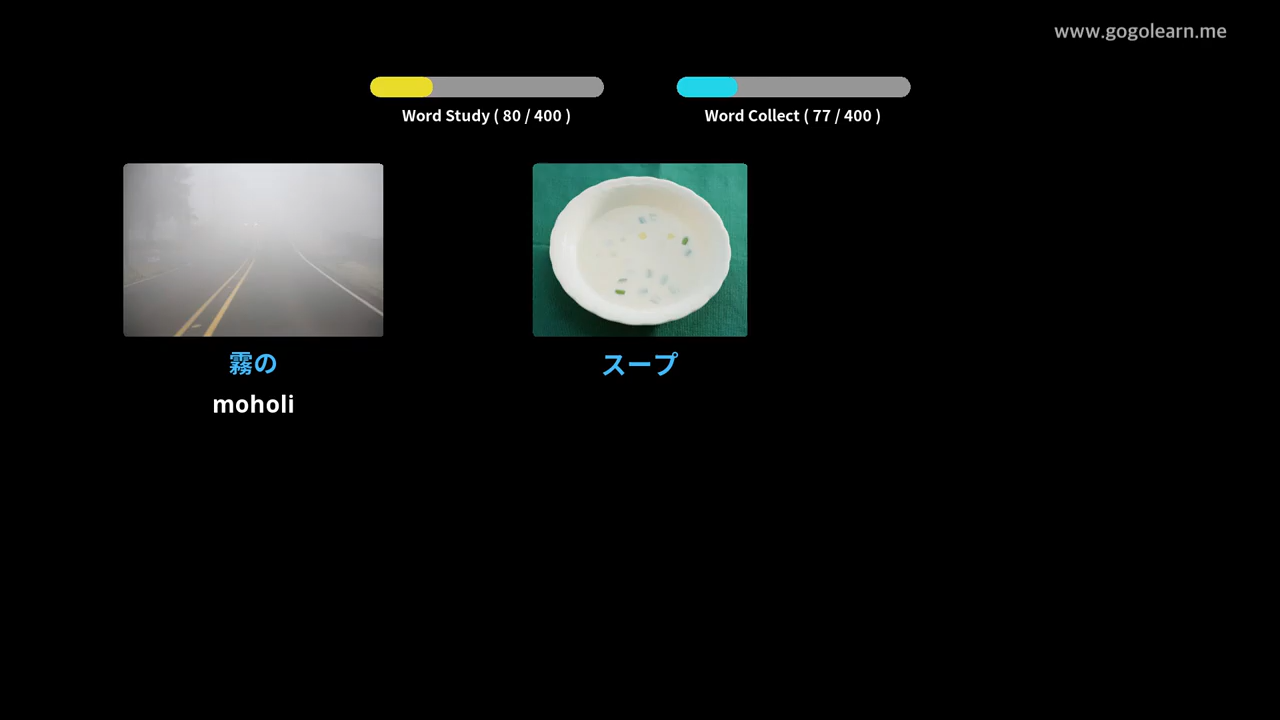 www.gogolearn.me
Word Study ( 80 / 400 )
Word Collect ( 77 / 400 )
霧の
moholi
スープ